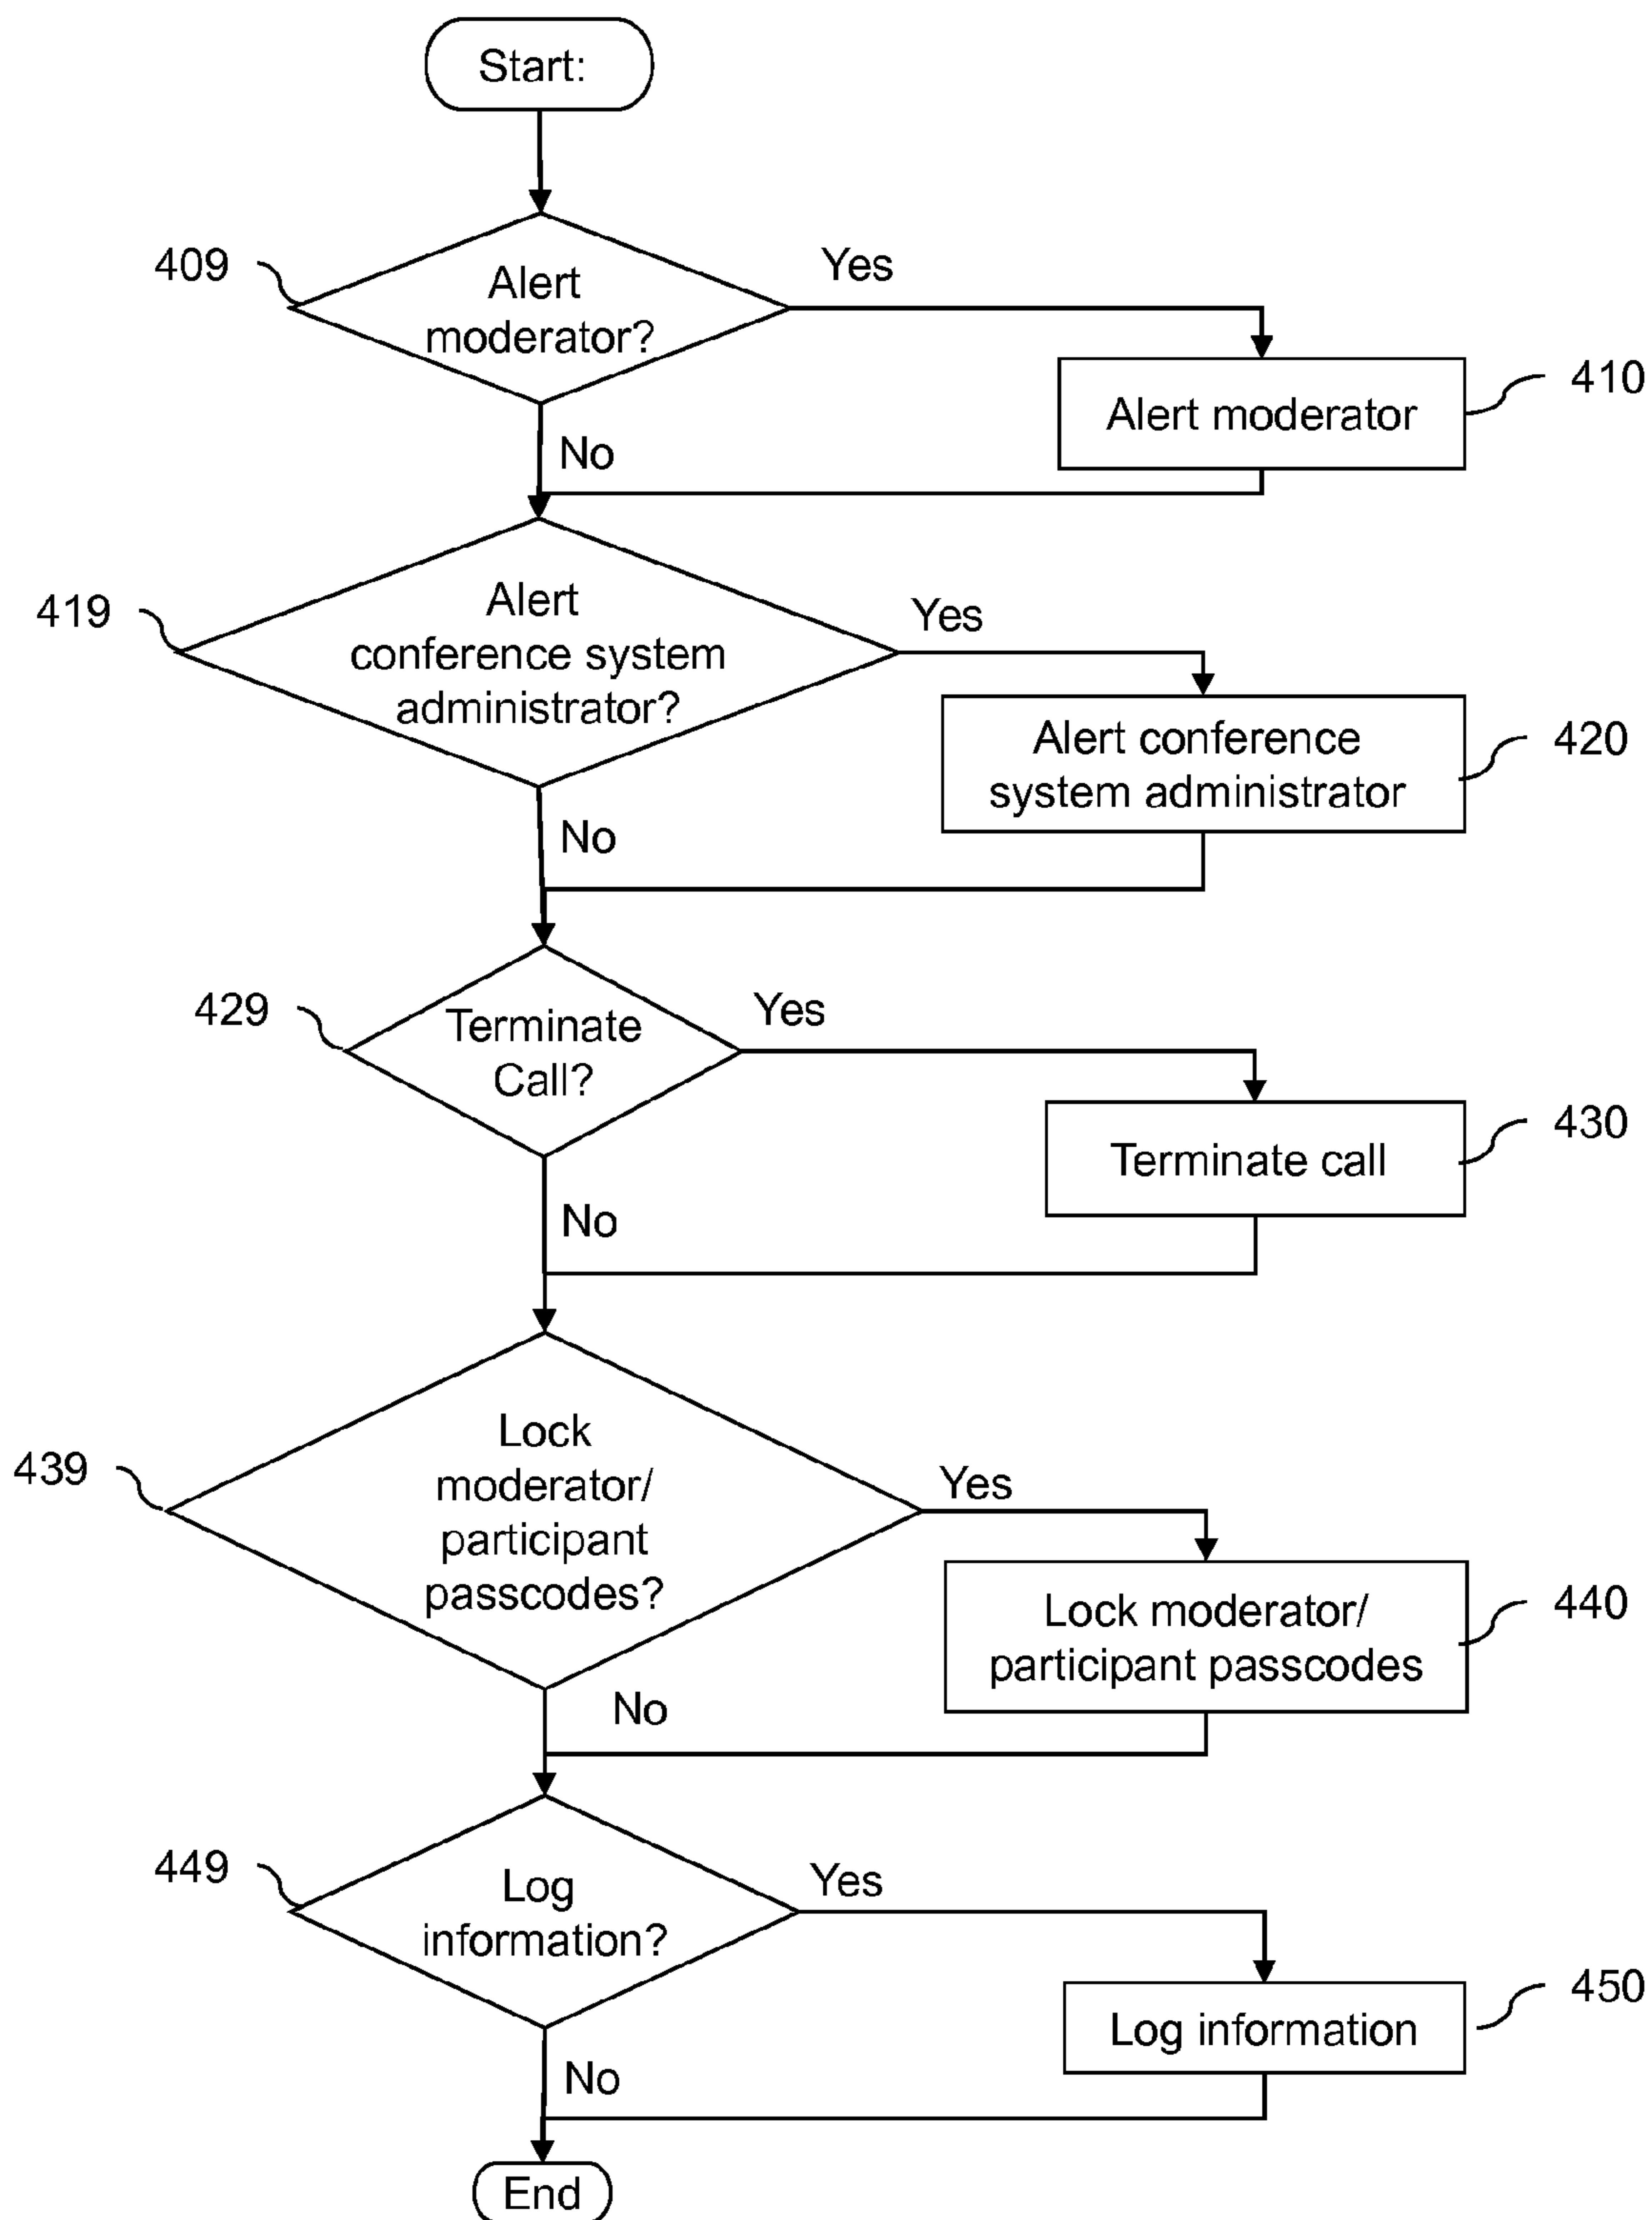 Start:
409
Alert
moderator?
Yes
Alert moderator
410
No
419
Alert
conference system
administrator?
Yes
Alert conference
system administrator
420
No
429
Terminate
Call?
Yes
Terminate call
430
No
439
Lock
moderator/
participant
passcodes?
Yes
Lock moderator/
participant passcodes
440
No
449
Log
information?
Yes
Log information
450
No
End